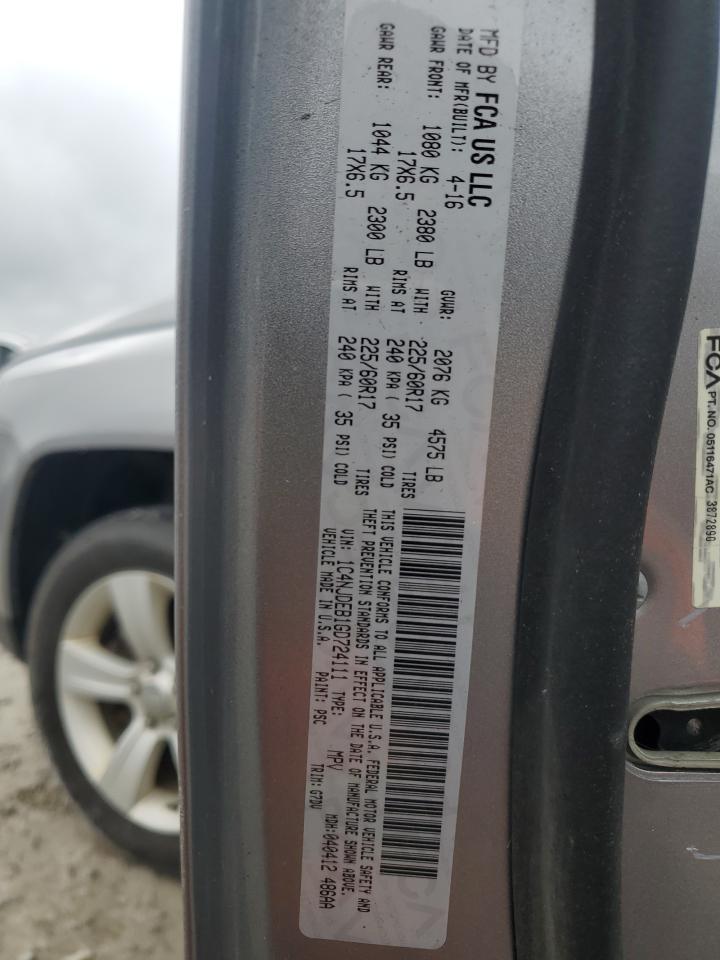 MFD BY FCA US LLC
DATE OF MFR(BUILT): 4-16 GVWR: 2076 KG 4575 LB
GAWR FRONT: 1080 KG 2380 LB WITH 225/60R17 TIRES
17X6.5 RIMS AT 240 KPA ( 35 PSI) COLD
GAWR REAR: 1044 KG 2300 LB WITH 225/60R17 TIRES
17X6.5 RIMS AT 240 KPA ( 35 PSI) COLD
THIS VEHICLE CONFORMS TO ALL APPLICABLE U.S.A. FEDERAL MOTOR VEHICLE SAFETY AND
THEFT PREVENTION STANDARDS IN EFFECT ON THE DATE OF MANUFACTURE SHOWN ABOVE.
VIN: 1C4NJDEB1GD724111 TYPE: MPV MDH:040412 486AA
VEHICLE MADE IN U.S.A. PAINT: PSC TRIM: G7DV
FCA PT. NO. 05116471AC 3872890